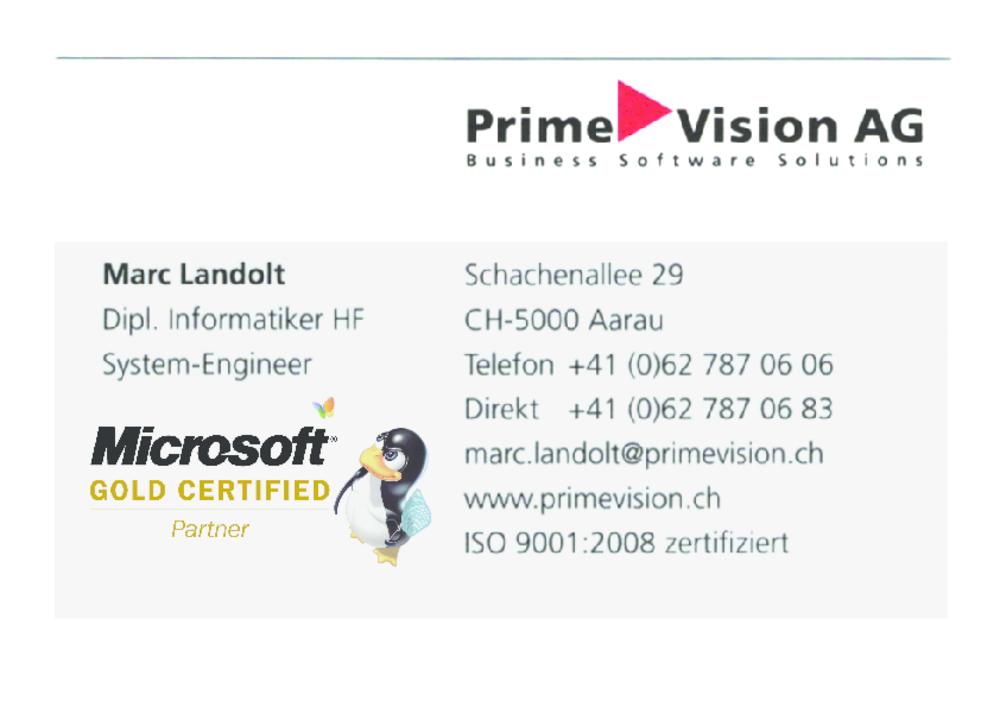 Prime Vision AG
Business Software Solutions
Marc Landolt
Dipl. Informatiker HF
System-Engineer
Microsoft®
GOLD CERTIFIED
Partner
Schachenallee 29
CH-5000 Aarau
Telefon +41 (0)62 787 06 06
Direkt +41 (0)62 787 06 83
marc.landolt@primevision.ch
www.primevision.ch
ISO 9001:2008 zertifiziert